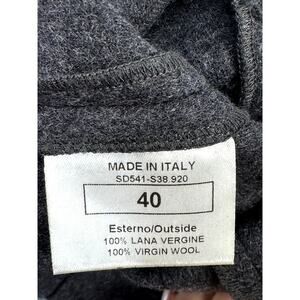 MADE IN ITALY
SD541-S38.920
40
Esterno/Outside
100% LANA VERGINE
100% VIRGIN WOOL